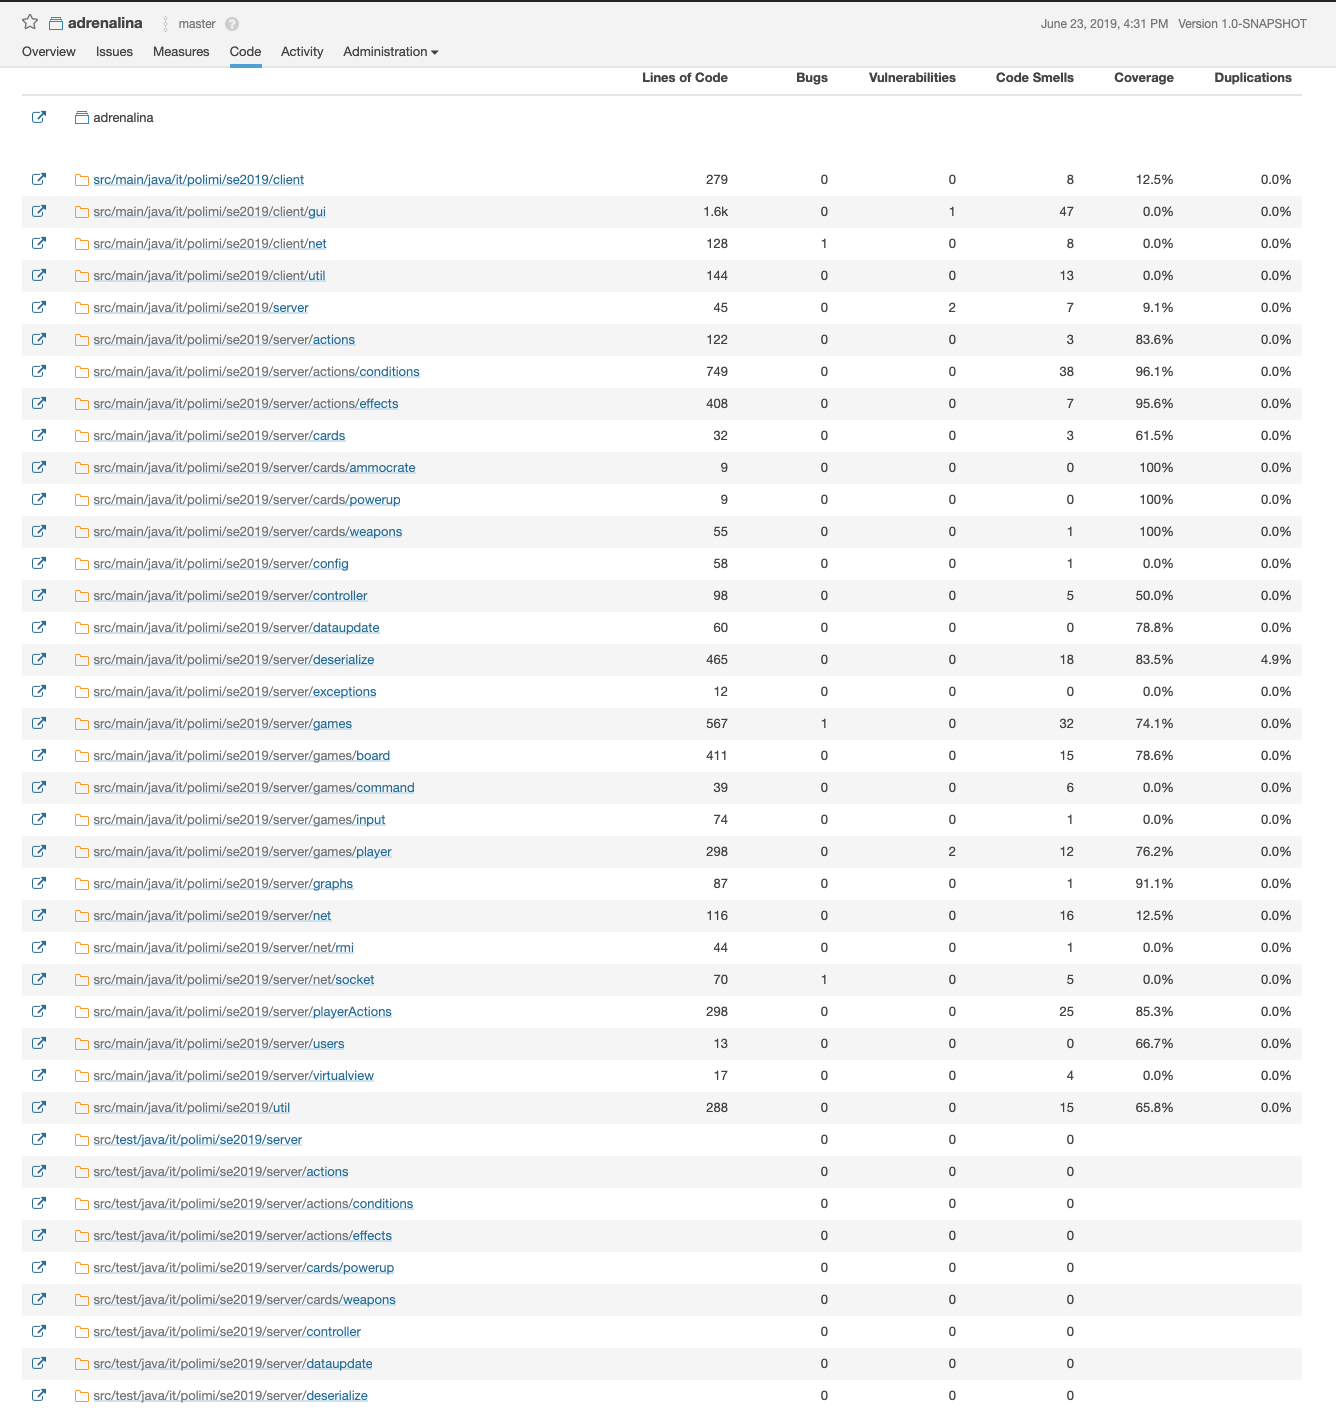 adrenalina master ? June 23, 2019, 4:31 PM Version 1.0-SNAPSHOT
Overview Issues Measures Code Activity Administration
Lines of Code Bugs Vulnerabilities Code Smells Coverage Duplications
adrenalina
src/main/java/it/polimi/se2019/client 279 0 0 8 12.5% 0.0%
src/main/java/it/polimi/se2019/client/gui 1.6k 0 1 47 0.0% 0.0%
src/main/java/it/polimi/se2019/client/net 128 1 0 8 0.0% 0.0%
src/main/java/it/polimi/se2019/client/util 144 0 0 13 0.0% 0.0%
src/main/java/it/polimi/se2019/server 45 0 2 7 9.1% 0.0%
src/main/java/it/polimi/se2019/server/actions 122 0 0 3 83.6% 0.0%
src/main/java/it/polimi/se2019/server/actions/conditions 749 0 0 38 96.1% 0.0%
src/main/java/it/polimi/se2019/server/actions/effects 408 0 0 7 95.6% 0.0%
src/main/java/it/polimi/se2019/server/cards 32 0 0 3 61.5% 0.0%
src/main/java/it/polimi/se2019/server/cards/ammocrate 9 0 0 0 100% 0.0%
src/main/java/it/polimi/se2019/server/cards/powerup 9 0 0 0 100% 0.0%
src/main/java/it/polimi/se2019/server/cards/weapons 55 0 0 1 100% 0.0%
src/main/java/it/polimi/se2019/server/config 58 0 0 1 0.0% 0.0%
src/main/java/it/polimi/se2019/server/controller 98 0 0 5 50.0% 0.0%
src/main/java/it/polimi/se2019/server/dataupdate 60 0 0 0 78.8% 0.0%
src/main/java/it/polimi/se2019/server/deserialize 465 0 0 18 83.5% 4.9%
src/main/java/it/polimi/se2019/server/exceptions 12 0 0 0 0.0% 0.0%
src/main/java/it/polimi/se2019/server/games 567 1 0 32 74.1% 0.0%
src/main/java/it/polimi/se2019/server/games/board 411 0 0 15 78.6% 0.0%
src/main/java/it/polimi/se2019/server/games/command 39 0 0 6 0.0% 0.0%
src/main/java/it/polimi/se2019/server/games/input 74 0 0 1 0.0% 0.0%
src/main/java/it/polimi/se2019/server/games/player 298 0 2 12 76.2% 0.0%
src/main/java/it/polimi/se2019/server/graphs 87 0 0 1 91.1% 0.0%
src/main/java/it/polimi/se2019/server/net 116 0 0 16 12.5% 0.0%
src/main/java/it/polimi/se2019/server/net/rmi 44 0 0 1 0.0% 0.0%
src/main/java/it/polimi/se2019/server/net/socket 70 1 0 5 0.0% 0.0%
src/main/java/it/polimi/se2019/server/playerActions 298 0 0 25 85.3% 0.0%
src/main/java/it/polimi/se2019/server/users 13 0 0 0 66.7% 0.0%
src/main/java/it/polimi/se2019/server/virtualview 17 0 0 4 0.0% 0.0%
src/main/java/it/polimi/se2019/util 288 0 0 15 65.8% 0.0%
src/test/java/it/polimi/se2019/server 0 0 0
src/test/java/it/polimi/se2019/server/actions 0 0 0
src/test/java/it/polimi/se2019/server/actions/conditions 0 0 0
src/test/java/it/polimi/se2019/server/actions/effects 0 0 0
src/test/java/it/polimi/se2019/server/cards/powerup 0 0 0
src/test/java/it/polimi/se2019/server/cards/weapons 0 0 0
src/test/java/it/polimi/se2019/server/controller 0 0 0
src/test/java/it/polimi/se2019/server/dataupdate 0 0 0
src/test/java/it/polimi/se2019/server/deserialize 0 0 0